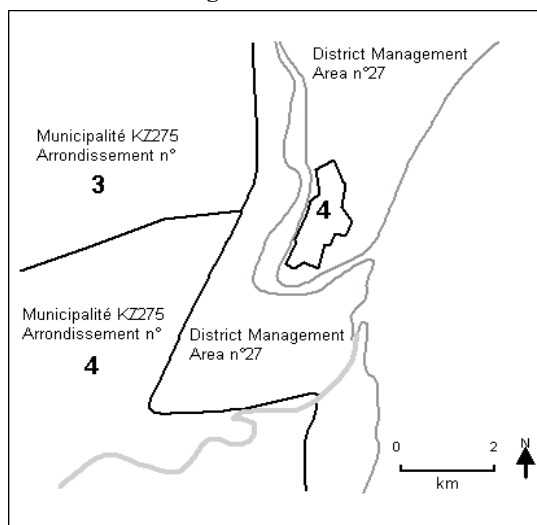 District Management
Area n°27
Municipalité KZ275
Arrondissement n°
3
4
Municipalité KZ275
Arrondissement n°
4
District Management
Area n°27
0 2
km
N